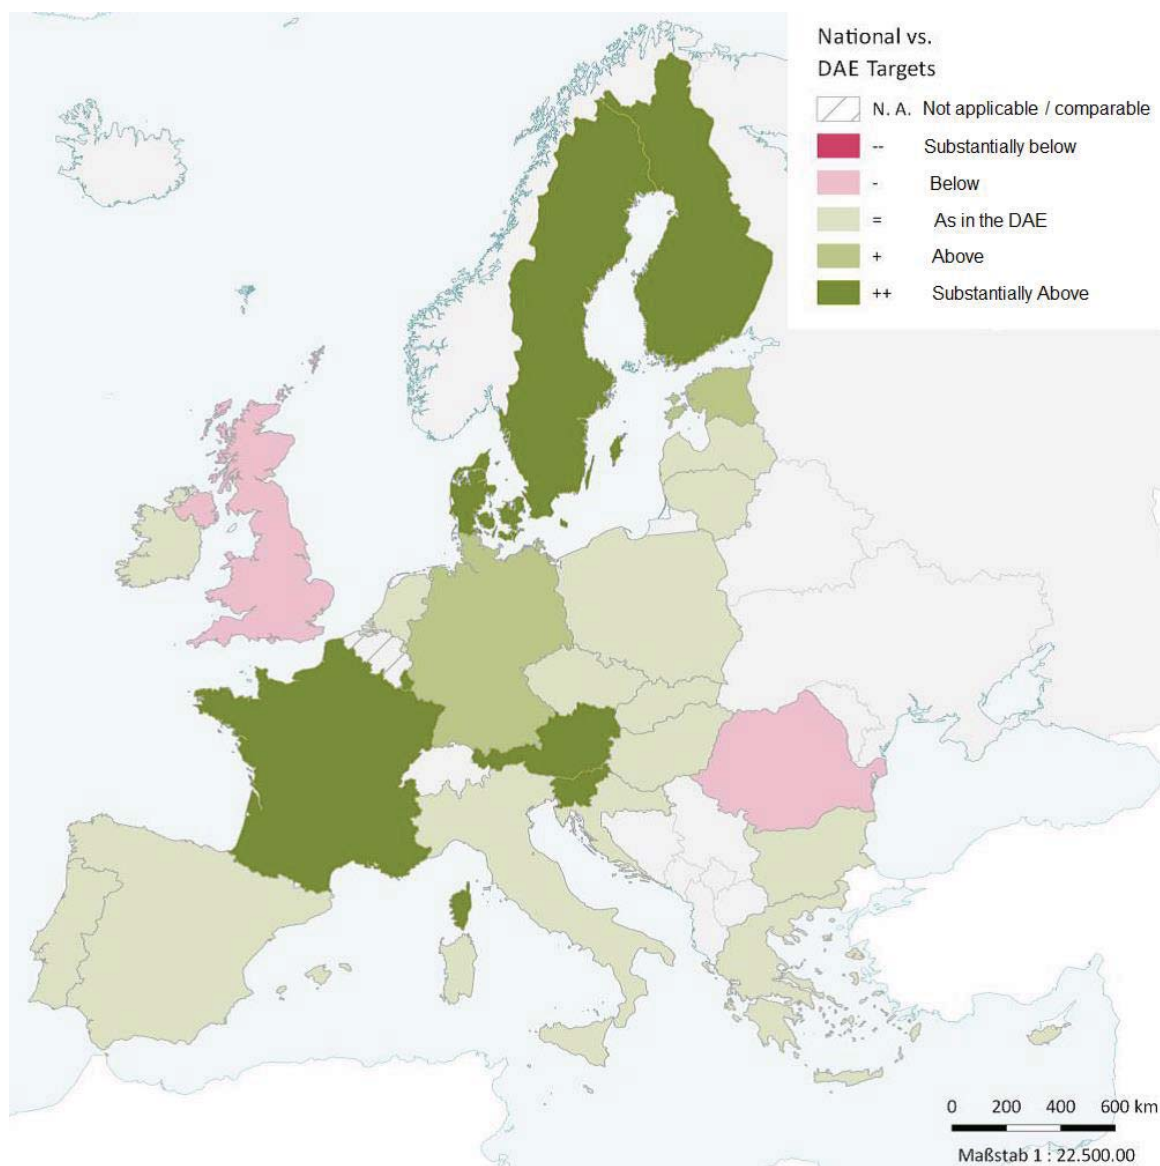 National vs.
DAE Targets
N. A. Not applicable / comparable
-- Substantially below
- Below
= As in the DAE
+ Above
++ Substantially Above
0 200 400 600 km
Maßstab 1 : 22.500.00